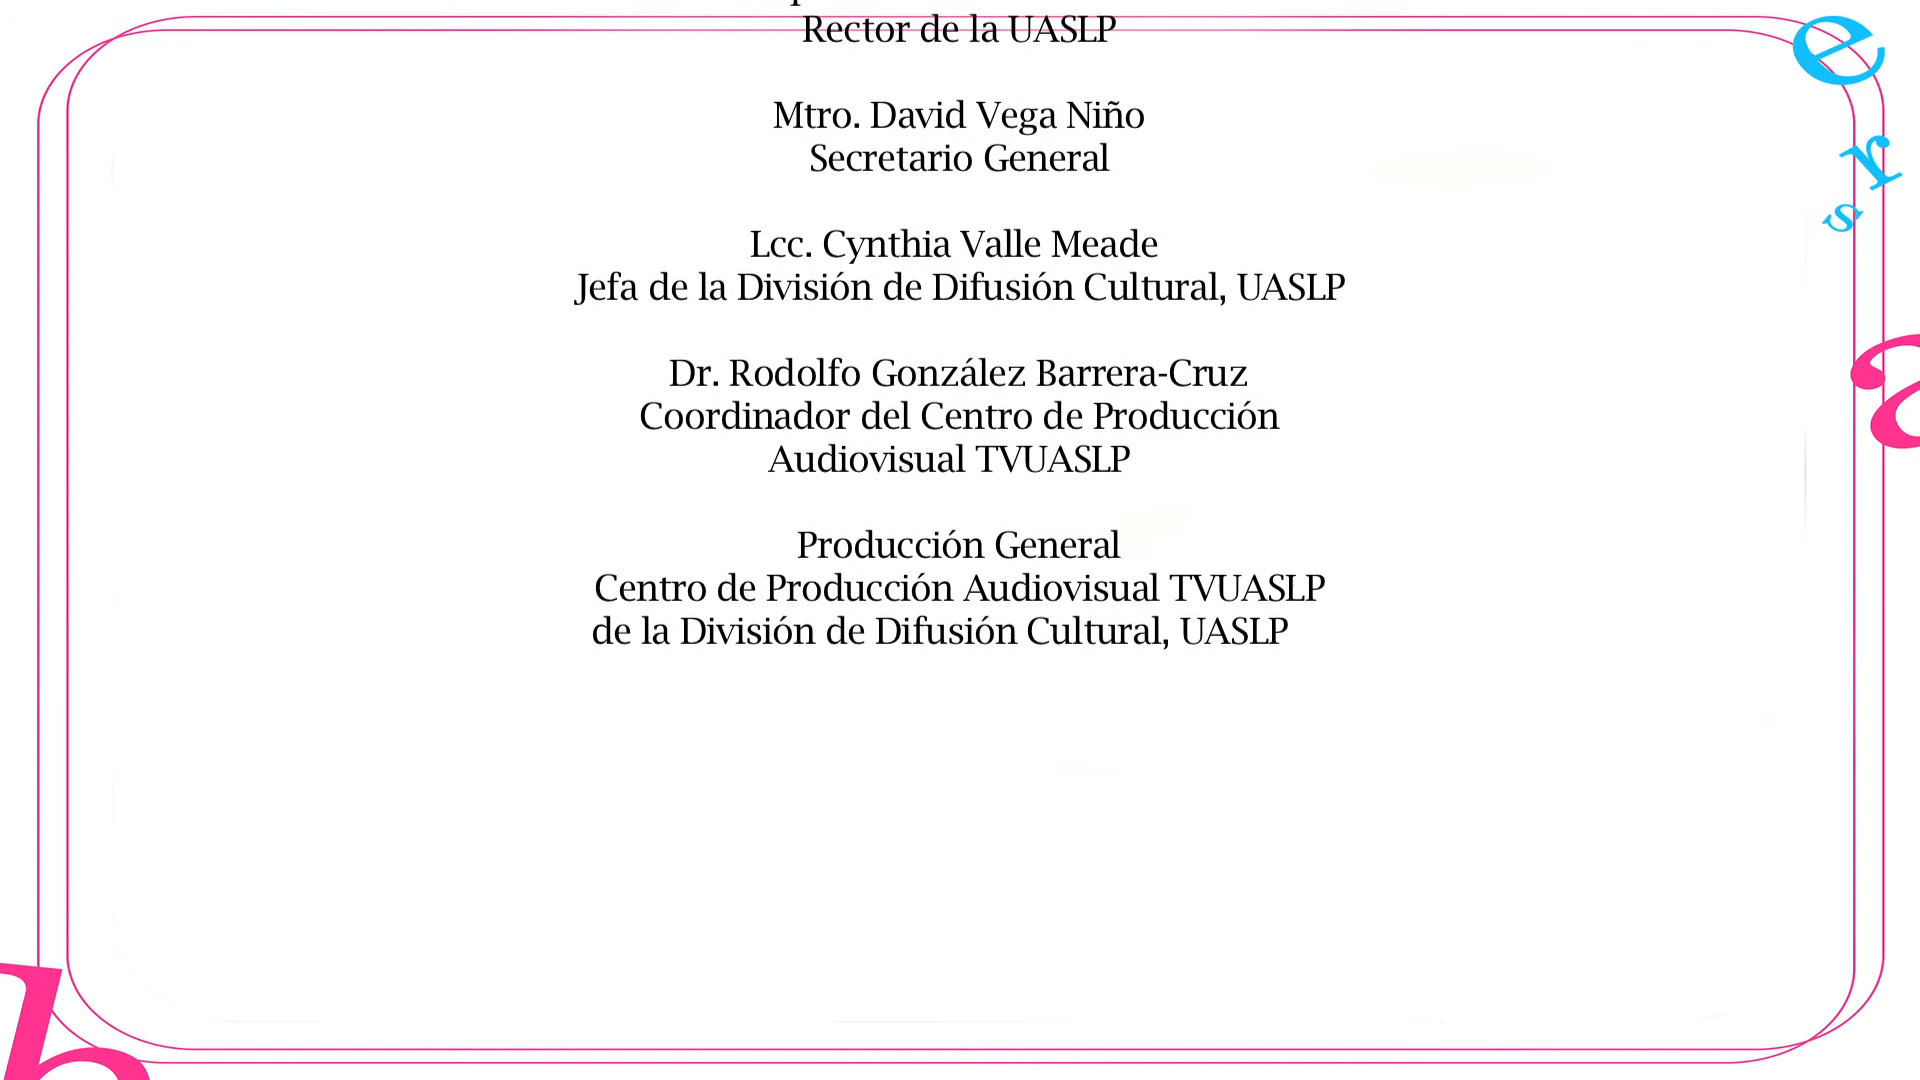 Rector de la UASLP
Mtro. David Vega Niño
Secretario General
Lcc. Cynthia Valle Meade
Jefa de la División de Difusión Cultural, UASLP
Dr. Rodolfo González Barrera-Cruz
Coordinador del Centro de Producción
Audiovisual TVUASLP
Producción General
Centro de Producción Audiovisual TVUASLP
de la División de Difusión Cultural, UASLP
e
r
s
a
b